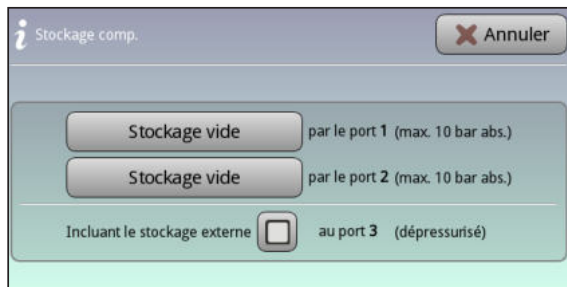 Stockage comp.
Annuler
Stockage vide par le port 1 (max. 10 bar abs.)
Stockage vide par le port 2 (max. 10 bar abs.)
Incluant le stockage externe au port 3 (dépressurisé)